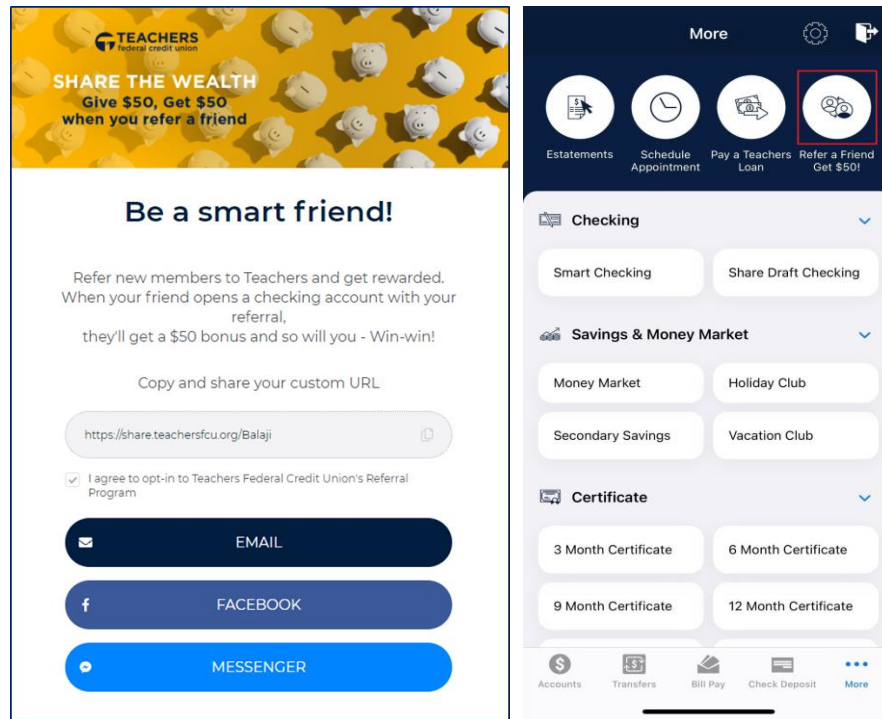 TEACHERS
federal credit union
SHARE THE WEALTH
Give $50, Get $50
when you refer a friend
Be a smart friend!
Refer new members to Teachers and get rewarded.
When your friend opens a checking account with your
referral,
they'll get a $50 bonus and so will you - Win-win!
Copy and share your custom URL
https://share.teachersfcu.org/Balaji
I agree to opt-in to Teachers Federal Credit Union's Referral
Program
EMAIL
FACEBOOK
MESSENGER
More
Estatements
Schedule
Appointment
Pay a Teachers
Loan
Refer a Friend
Get $50!
Checking
Smart Checking
Share Draft Checking
Savings & Money Market
Money Market
Holiday Club
Secondary Savings
Vacation Club
Certificate
3 Month Certificate
6 Month Certificate
9 Month Certificate
12 Month Certificate
Accounts
Transfers
Bill Pay
Check Deposit
More